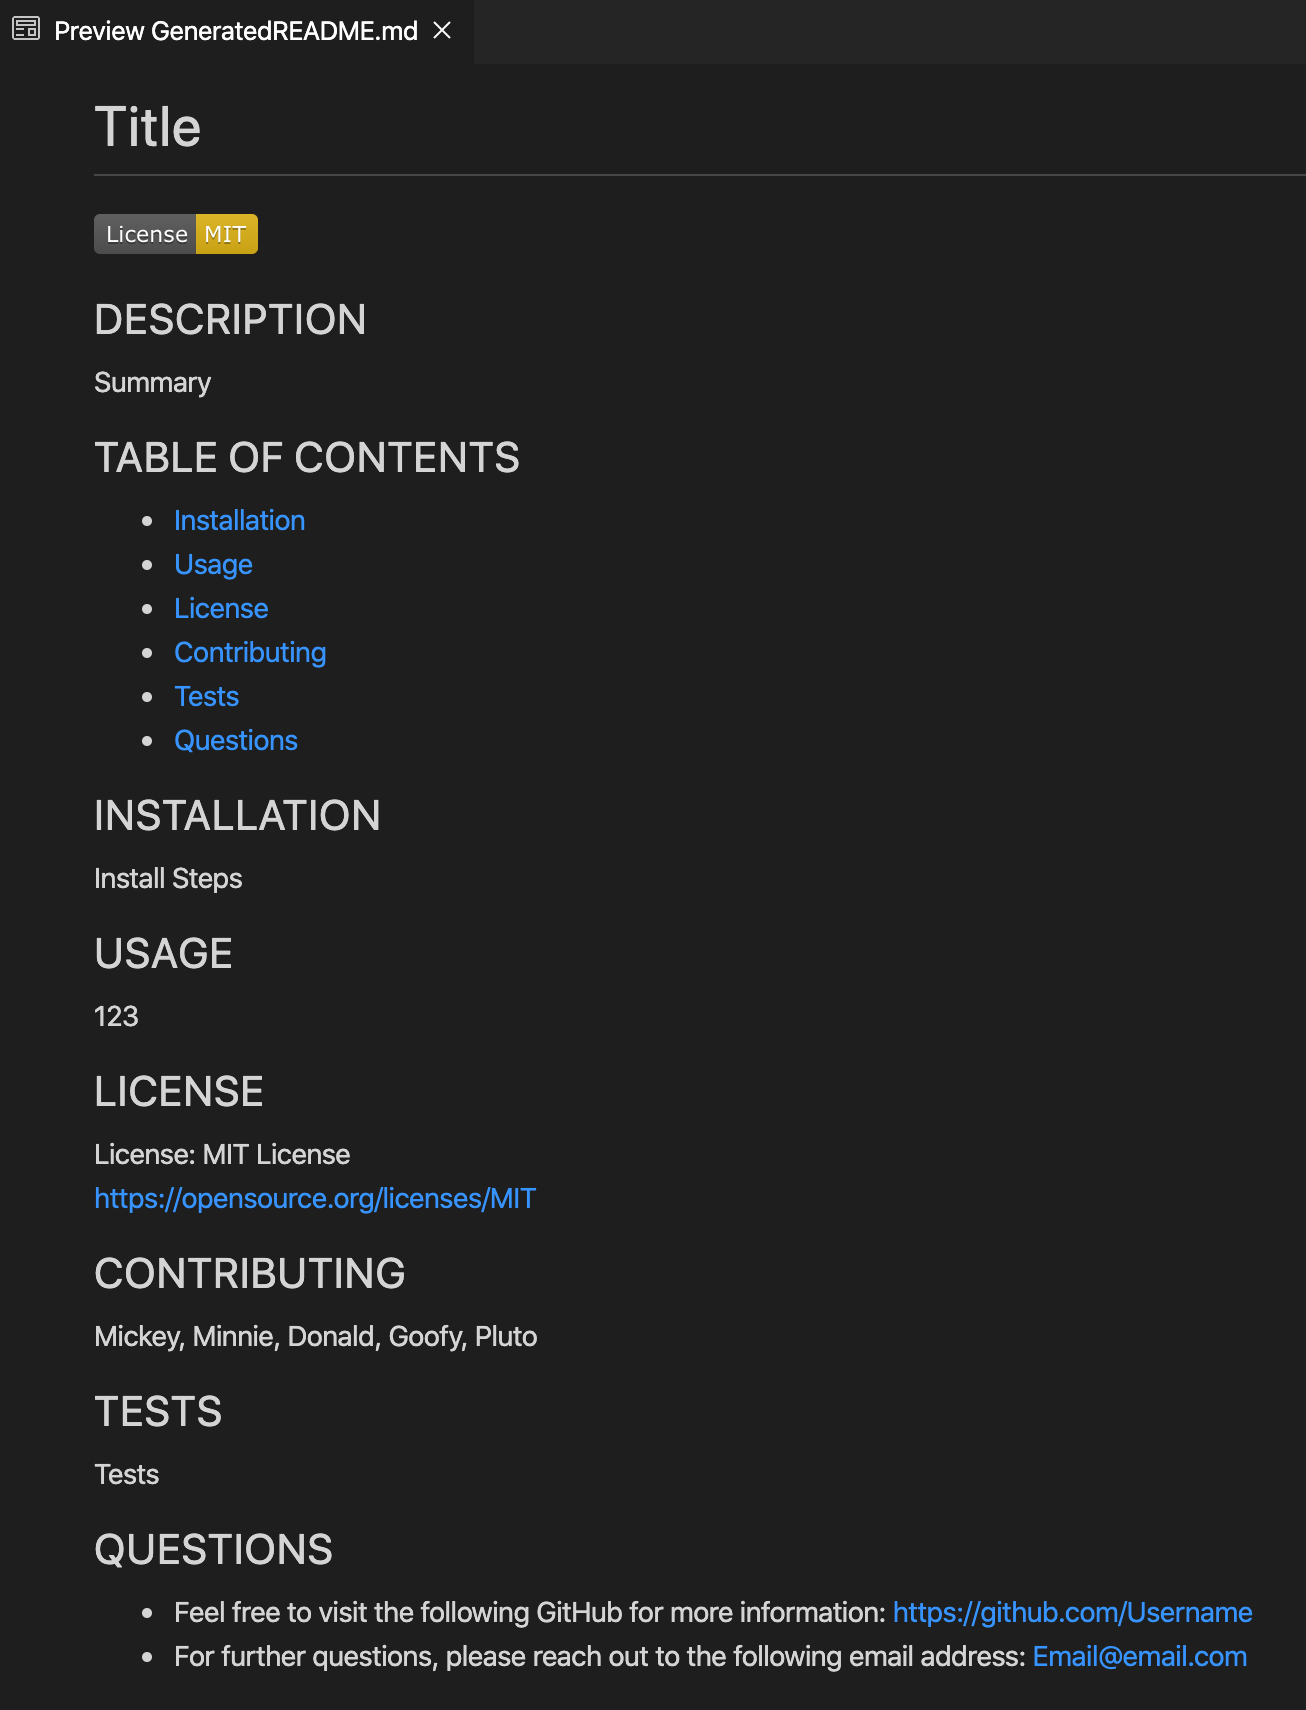 Preview GeneratedREADME.md
Title
License MIT
DESCRIPTION
Summary
TABLE OF CONTENTS
Installation
Usage
License
Contributing
Tests
Questions
INSTALLATION
Install Steps
USAGE
123
LICENSE
License: MIT License
https://opensource.org/licenses/MIT
CONTRIBUTING
Mickey, Minnie, Donald, Goofy, Pluto
TESTS
Tests
QUESTIONS
Feel free to visit the following GitHub for more information: https://github.com/Username
For further questions, please reach out to the following email address: Email@email.com